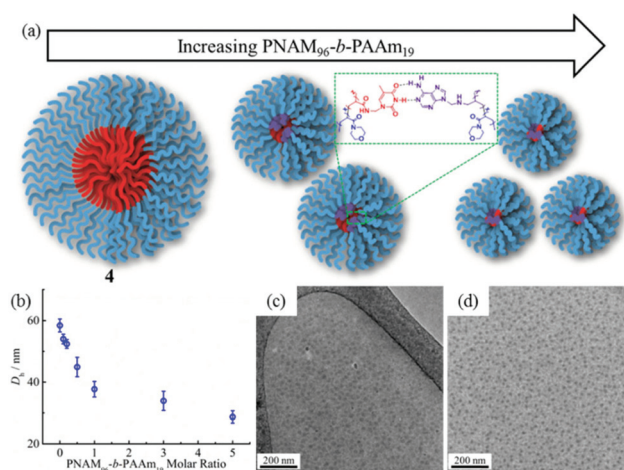 (a)
Increasing PNAM96-b-PAAm19
4
(b)
Dh / nm
60
40
20
0 1 2 3 4 5
PNAM96-b-PAAm19 Molar Ratio
(c)
200 nm
(d)
200 nm